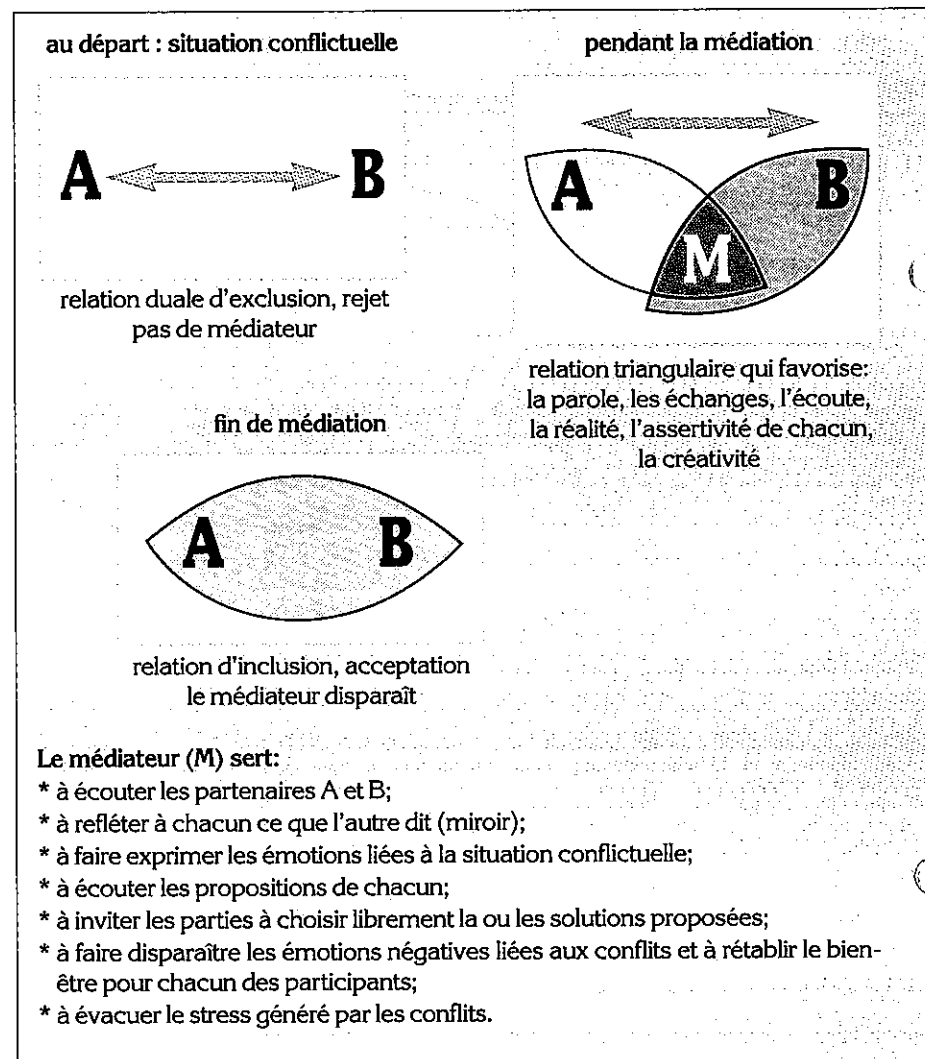 au départ : situation conflictuelle
A B
relation duale d'exclusion, rejet
pas de médiateur
pendant la médiation
A B
M
relation triangulaire qui favorise:
la parole, les échanges, l'écoute,
la réalité, l'assertivité de chacun,
la créativité
fin de médiation
A B
relation d'inclusion, acceptation
le médiateur disparaît
Le médiateur (M) sert:
* à écouter les partenaires A et B;
* à refléter à chacun ce que l'autre dit (miroir);
* à faire exprimer les émotions liées à la situation conflictuelle;
* à écouter les propositions de chacun;
* à inviter les parties à choisir librement la ou les solutions proposées;
* à faire disparaître les émotions négatives liées aux conflits et à rétablir le bien-
être pour chacun des participants;
* à évacuer le stress généré par les conflits.